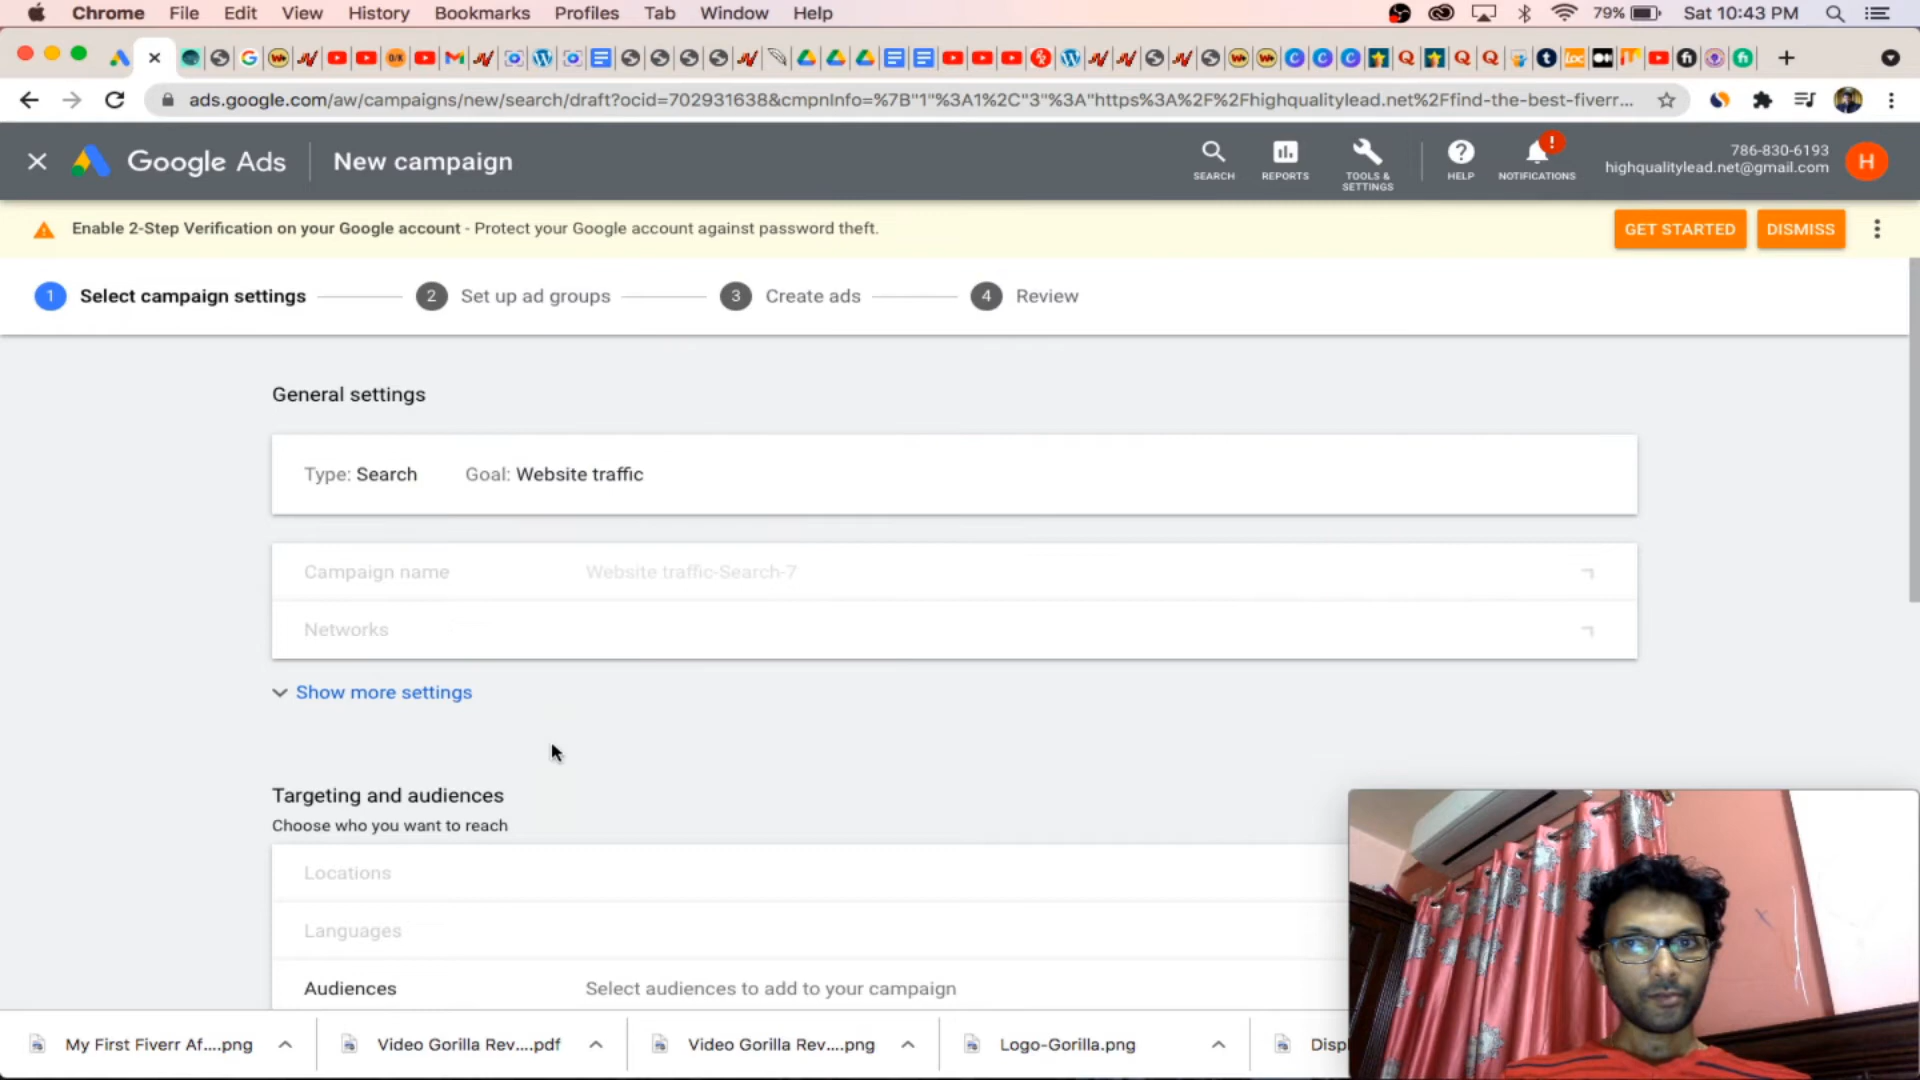 Chrome File Edit View History Bookmarks Profiles Tab Window Help 79% Sat 10:43 PM
ads.google.com/aw/campaigns/new/search/draft?ocid=702931638&cmpnInfo=%7B"1"%3A1%2C"3"%3A"https%3A%2F%2Fhighqualitylead.net%2Ffind-the-best-fiverr...
Google Ads New campaign
SEARCH
REPORTS
TOOLS &
SETTINGS
HELP
!
NOTIFICATIONS
786-830-6193
highqualitylead.net@gmail.com
H
Enable 2-Step Verification on your Google account - Protect your Google account against password theft.
GET STARTED
DISMISS
1 Select campaign settings
2 Set up ad groups
3 Create ads
4 Review
General settings
Type: Search Goal: Website traffic
Campaign name Website traffic-Search-7
Networks
Show more settings
Targeting and audiences
Choose who you want to reach
Locations
Languages
Audiences Select audiences to add to your campaign
My First Fiverr Af....png
Video Gorilla Rev....pdf
Video Gorilla Rev....png
Logo-Gorilla.png
Displ